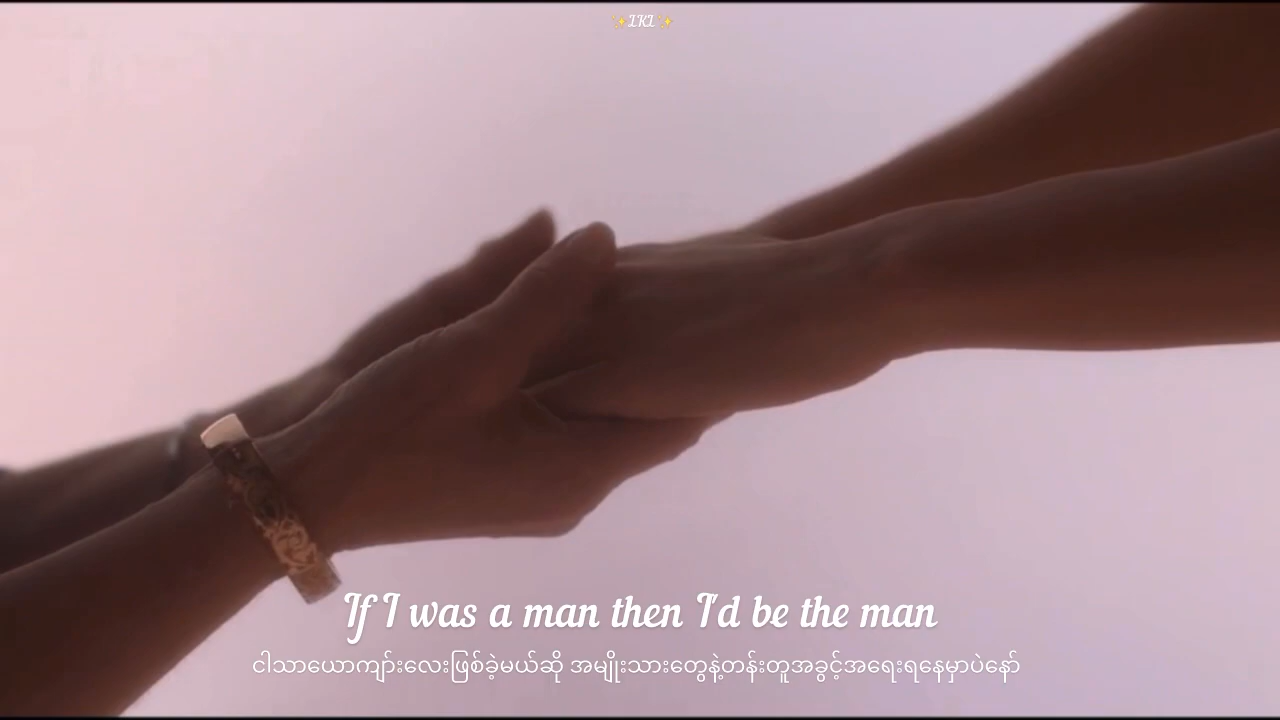 ✨IKI✨
If I was a man then I'd be the man
ငါသာယောကျာ်းလေးဖြစ်ခဲ့မယ်ဆို အမျိုးသားတွေနဲ့တန်းတူအခွင့်အရေးရနေမှာပဲနော်